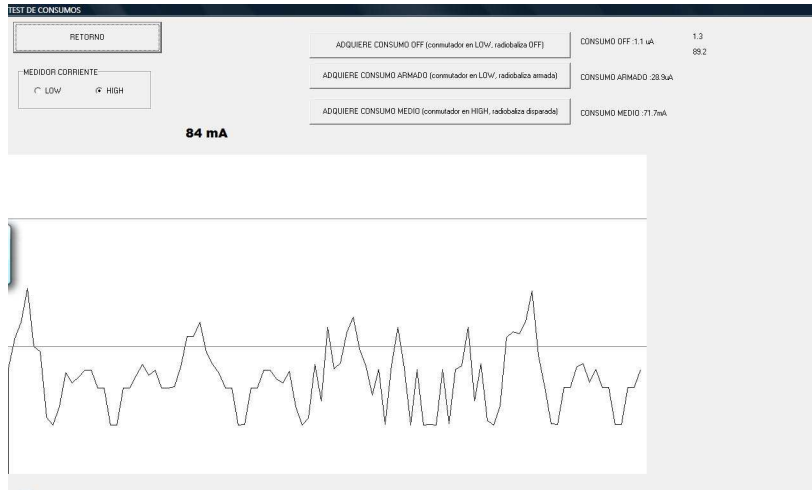 TEST DE CONSUMOS
RETORNO
MEDIDOR CORRIENTE
LOW HIGH
84 mA
ADQUIERE CONSUMO OFF (conmutador en LOW, radiobaliza OFF)
CONSUMO OFF :1.1 uA
1.3
89.2
ADQUIERE CONSUMO ARMADO (conmutador en LOW, radiobaliza armada)
CONSUMO ARMADO :28.9uA
ADQUIERE CONSUMO MEDIO (conmutador en HIGH, radiobaliza disparada)
CONSUMO MEDIO :71.7mA